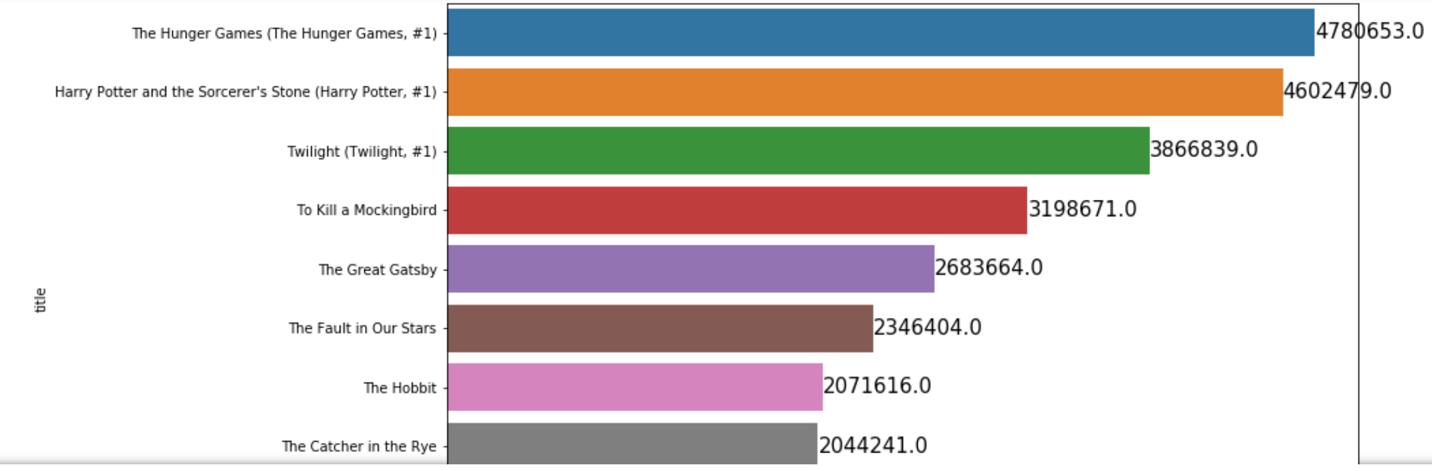 The Hunger Games (The Hunger Games, #1) 4780653.0
Harry Potter and the Sorcerer's Stone (Harry Potter, #1) 4602479.0
Twilight (Twilight, #1) 3866839.0
To Kill a Mockingbird 3198671.0
The Great Gatsby 2683664.0
title
The Fault in Our Stars 2346404.0
The Hobbit 2071616.0
The Catcher in the Rye 2044241.0